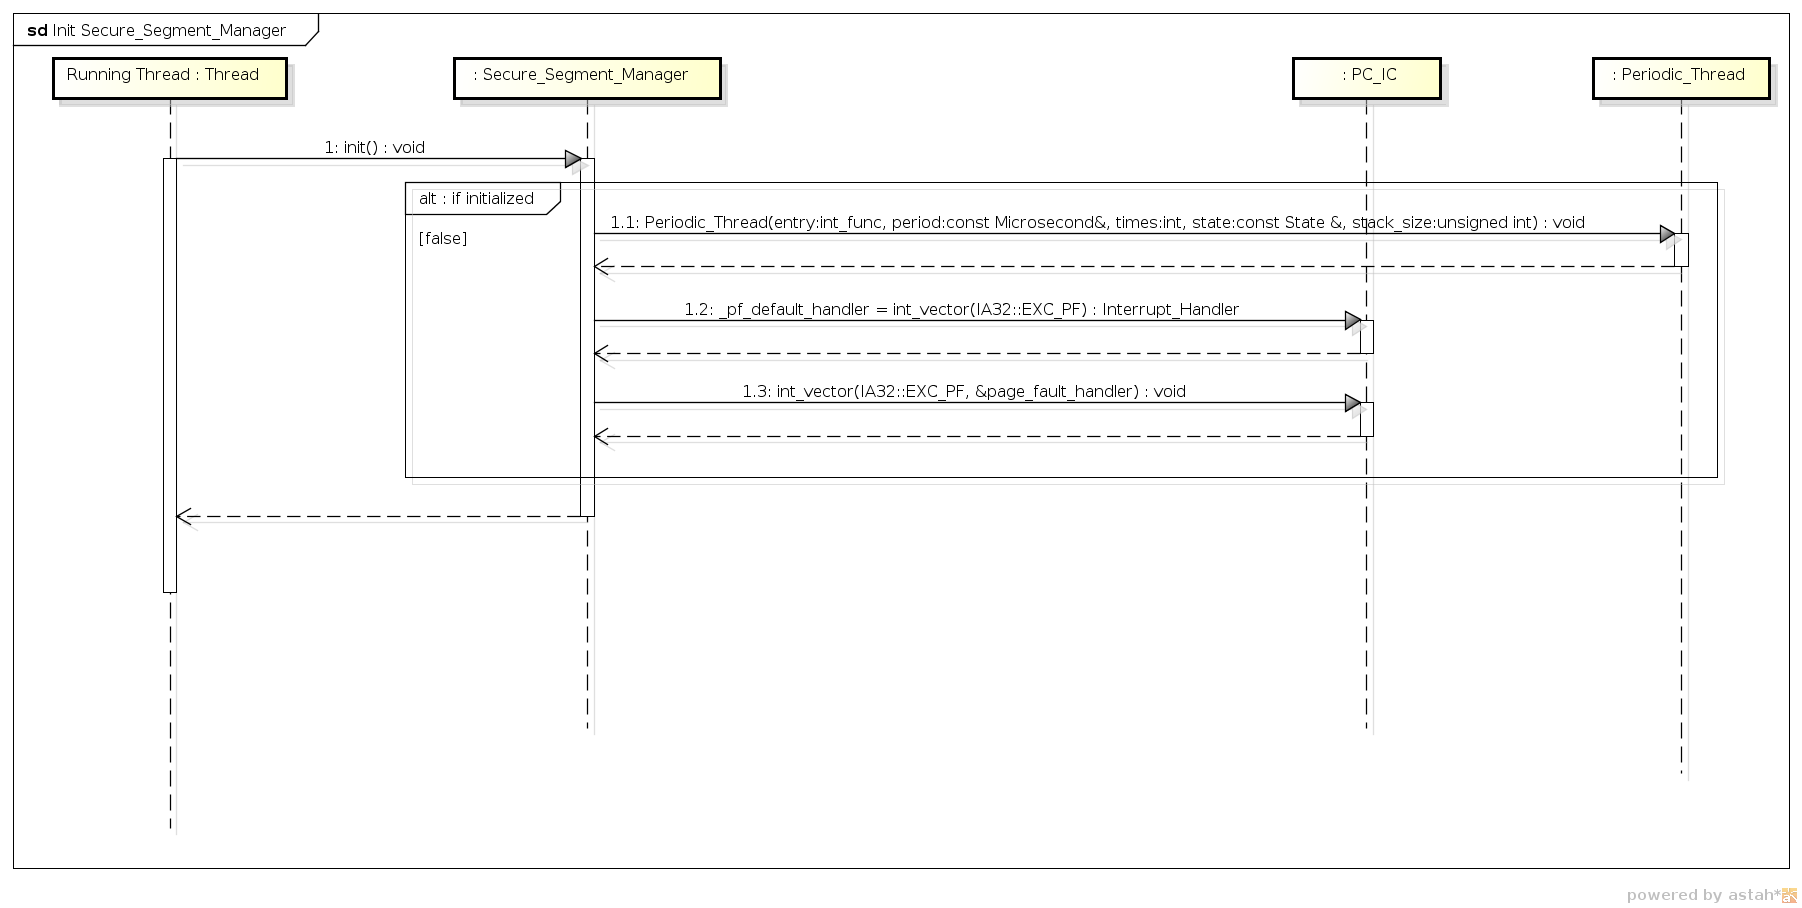 sd Init Secure_Segment_Manager
Running Thread : Thread
: Secure_Segment_Manager
: PC_IC
: Periodic_Thread
1: init() : void
alt : if initialized
1.1: Periodic_Thread(entry:int_func, period:const Microsecond&, times:int, state:const State &, stack_size:unsigned int) : void
[false]
1.2: _pf_default_handler = int_vector(IA32::EXC_PF) : Interrupt_Handler
1.3: int_vector(IA32::EXC_PF, &page_fault_handler) : void
powered by astah*